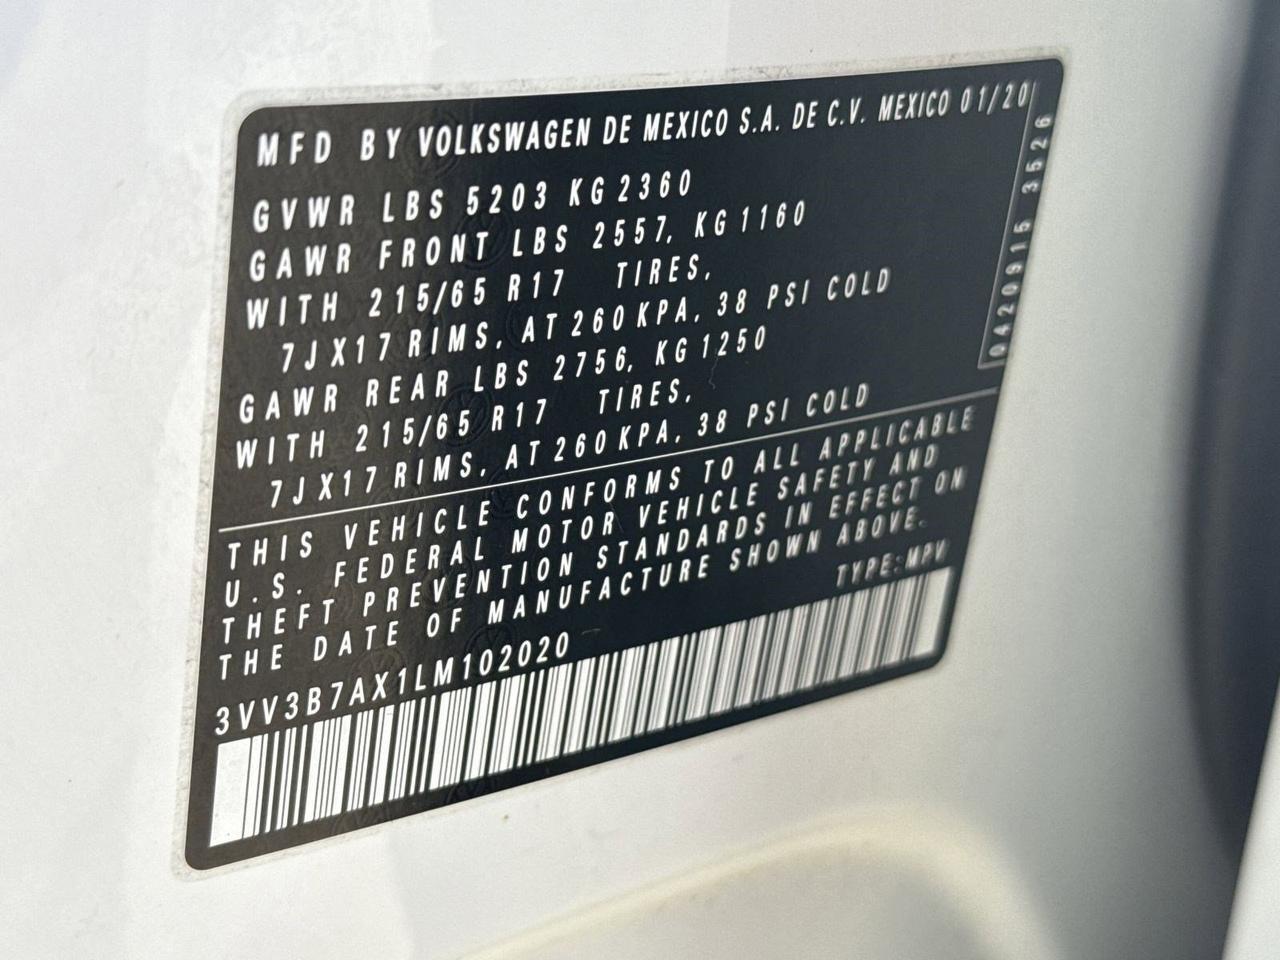 MFD BY VOLKSWAGEN DE MEXICO S.A. DE C.V. MEXICO 01/20
GVWR LBS 5203 KG 2360
GAWR FRONT LBS 2557, KG 1160
WITH 215/65 R17 TIRES,
7JX17 RIMS, AT 260 KPA, 38 PSI COLD
GAWR REAR LBS 2756, KG 1250
WITH 215/65 R17 TIRES,
7JX17 RIMS, AT 260 KPA, 38 PSI COLD
0420915 3526
THIS VEHICLE CONFORMS TO ALL APPLICABLE
U.S. FEDERAL MOTOR VEHICLE SAFETY AND
THEFT PREVENTION STANDARDS IN EFFECT ON
THE DATE OF MANUFACTURE SHOWN ABOVE.
TYPE:MPV
3VV3B7AX1LM102020